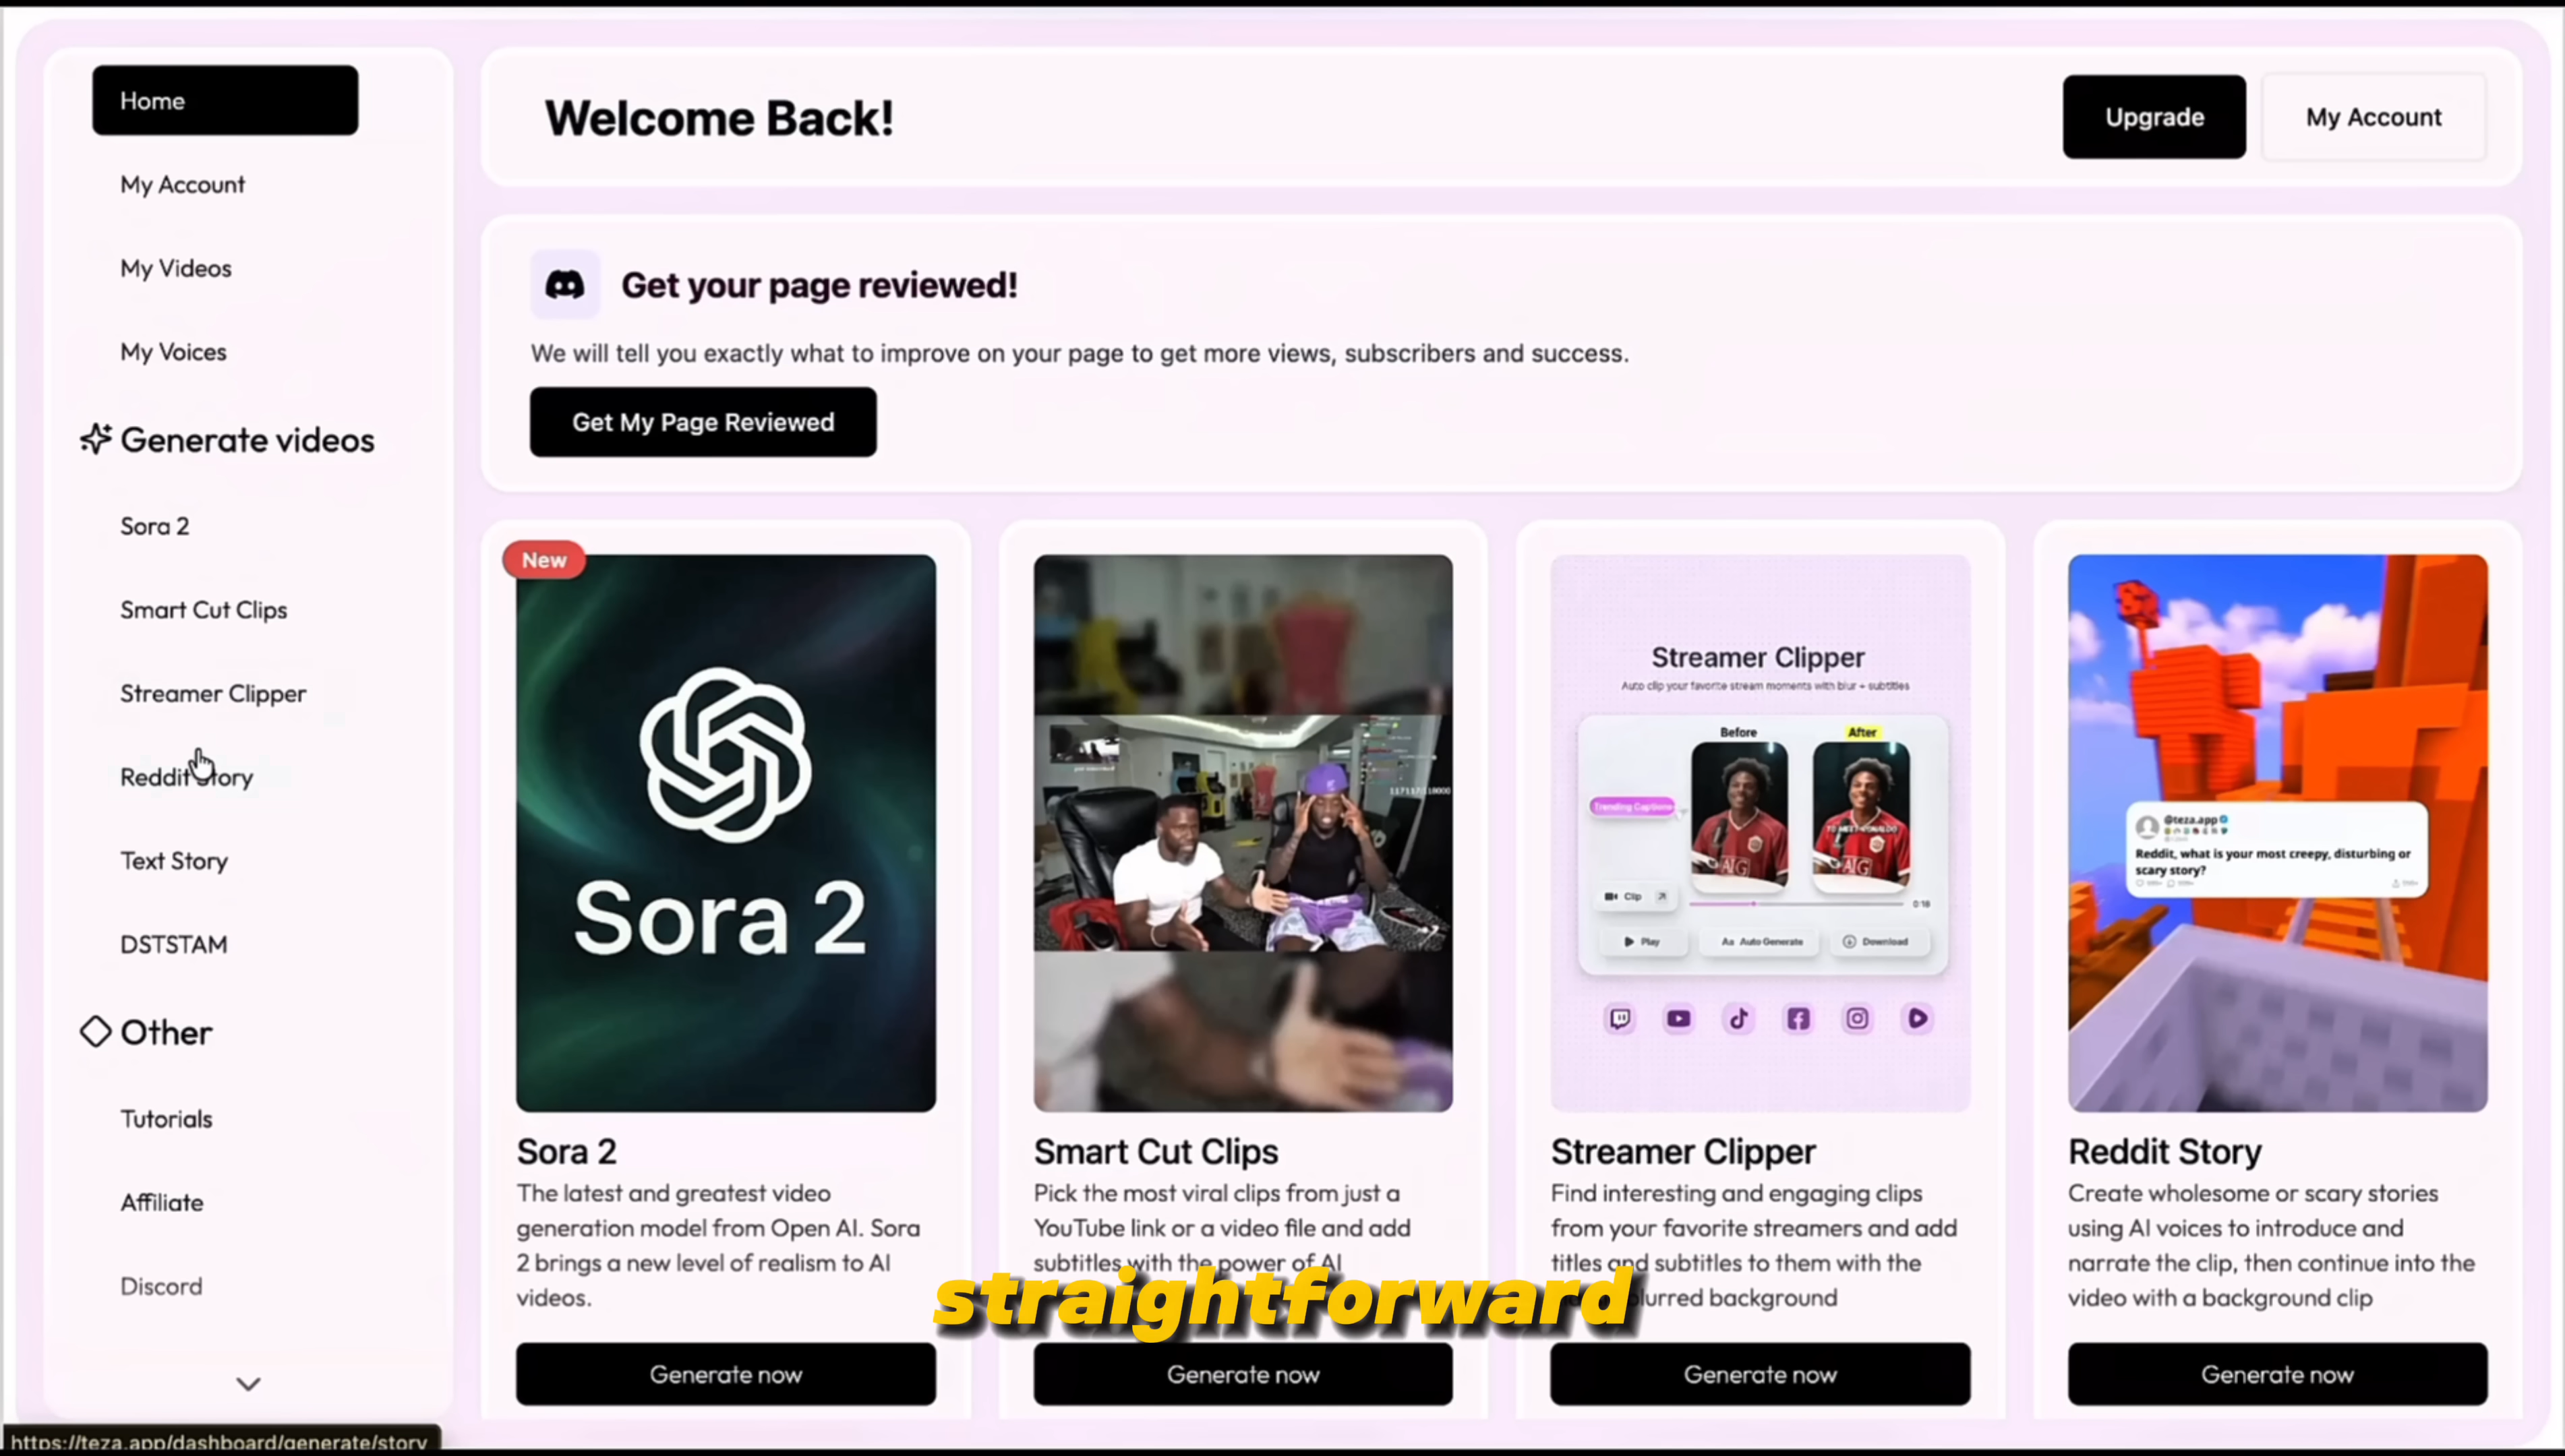 Home
My Account
My Videos
My Voices
Generate videos
Sora 2
Smart Cut Clips
Streamer Clipper
Reddit Story
Text Story
DSTSTAM
Other
Tutorials
Affiliate
Discord
https://teza.app/dashboard/generate/story
Welcome Back!
Upgrade
My Account
Get your page reviewed!
We will tell you exactly what to improve on your page to get more views, subscribers and success.
Get My Page Reviewed
New
Sora 2
Sora 2
The latest and greatest video
generation model from Open AI. Sora
2 brings a new level of realism to AI
videos.
Generate now
Smart Cut Clips
Pick the most viral clips from just a
YouTube link or a video file and add
subtitles with the power of AI
Generate now
Streamer Clipper
Auto clip your favorite stream moments with blur + subtitles
Before
After
Trending Captions
AIG
AIG
Clip
0:18
Play
Aa Auto Generate
Download
Streamer Clipper
Find interesting and engaging clips
from your favorite streamers and add
titles and subtitles to them with the
blurred background
Generate now
@teza.app
Reddit, what is your most creepy, disturbing or
scary story?
Reddit Story
Create wholesome or scary stories
using AI voices to introduce and
narrate the clip, then continue into the
video with a background clip
Generate now
straightforward